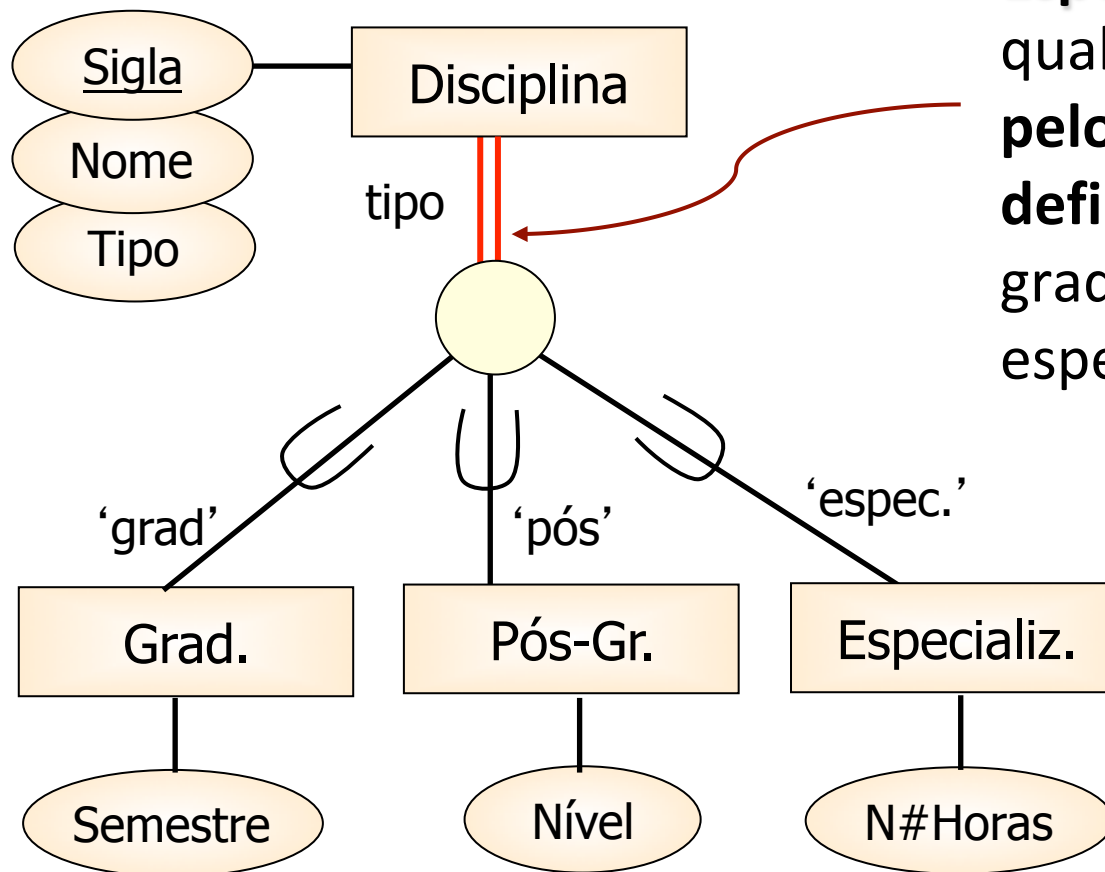 Sigla
Disciplina
Nome
Tipo
tipo
qual
pelo
defi
grad
espe
‘grad’
‘pós’
‘espec.’
Grad.
Pós-Gr.
Especializ.
Semestre
Nível
N#Horas